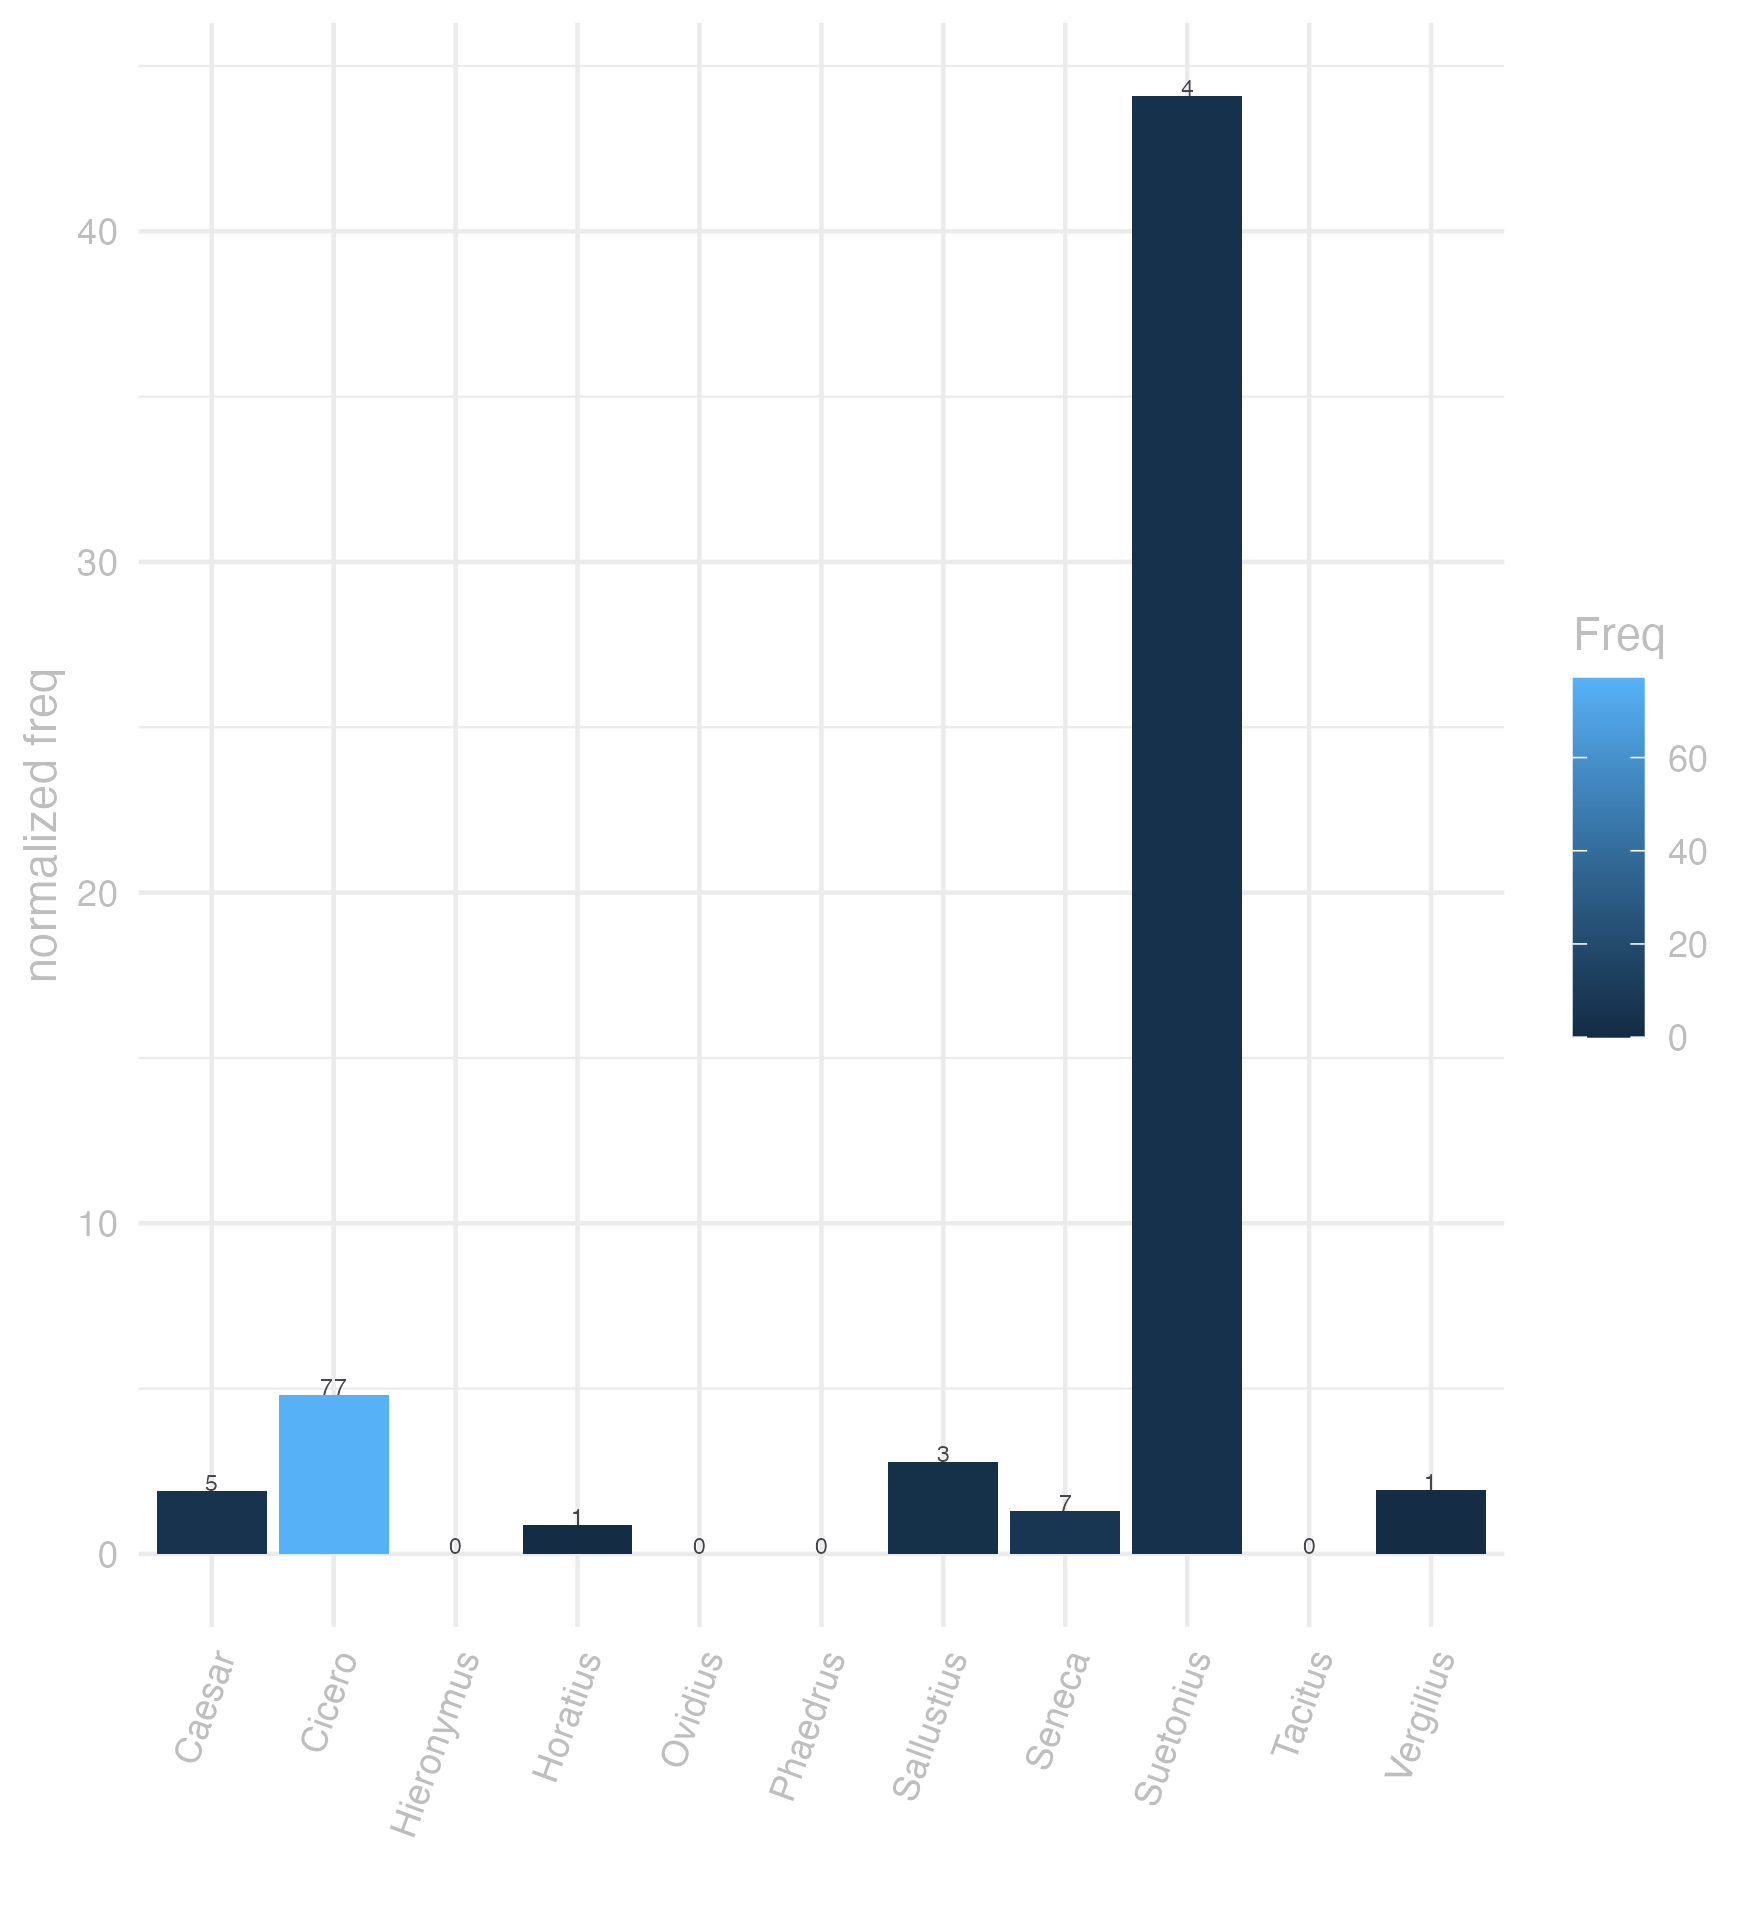 normalized freq
40
30
20
10
0
5
77
0
1
0
0
3
7
4
0
1
Caesar
Cicero
Hieronymus
Horatius
Ovidius
Phaedrus
Sallustius
Seneca
Suetonius
Tacitus
Vergilius
Freq
60
40
20
0